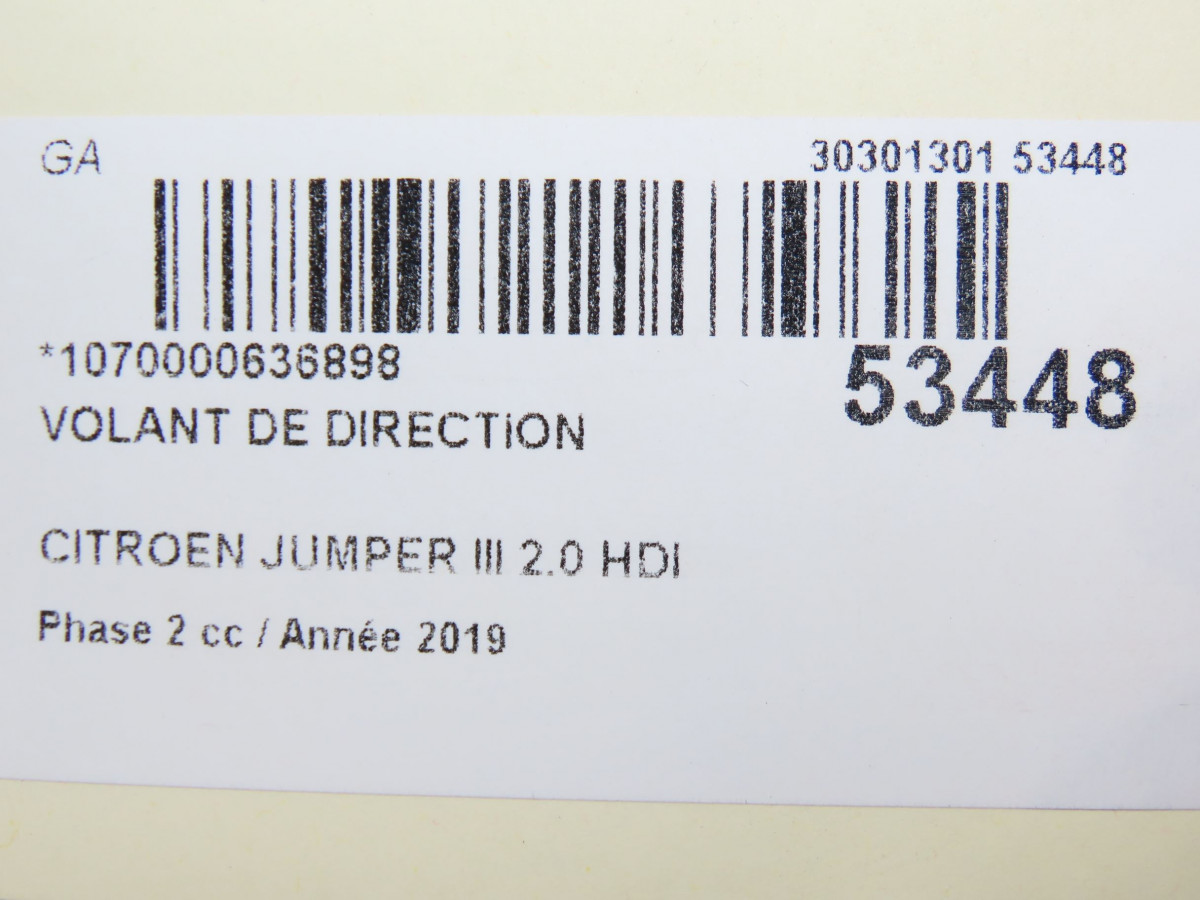 GA 30301301 53448
*1070000636898 53448
VOLANT DE DIRECTiON
CITROEN JUMPER III 2.0 HDI
Phase 2 cc / Année 2019